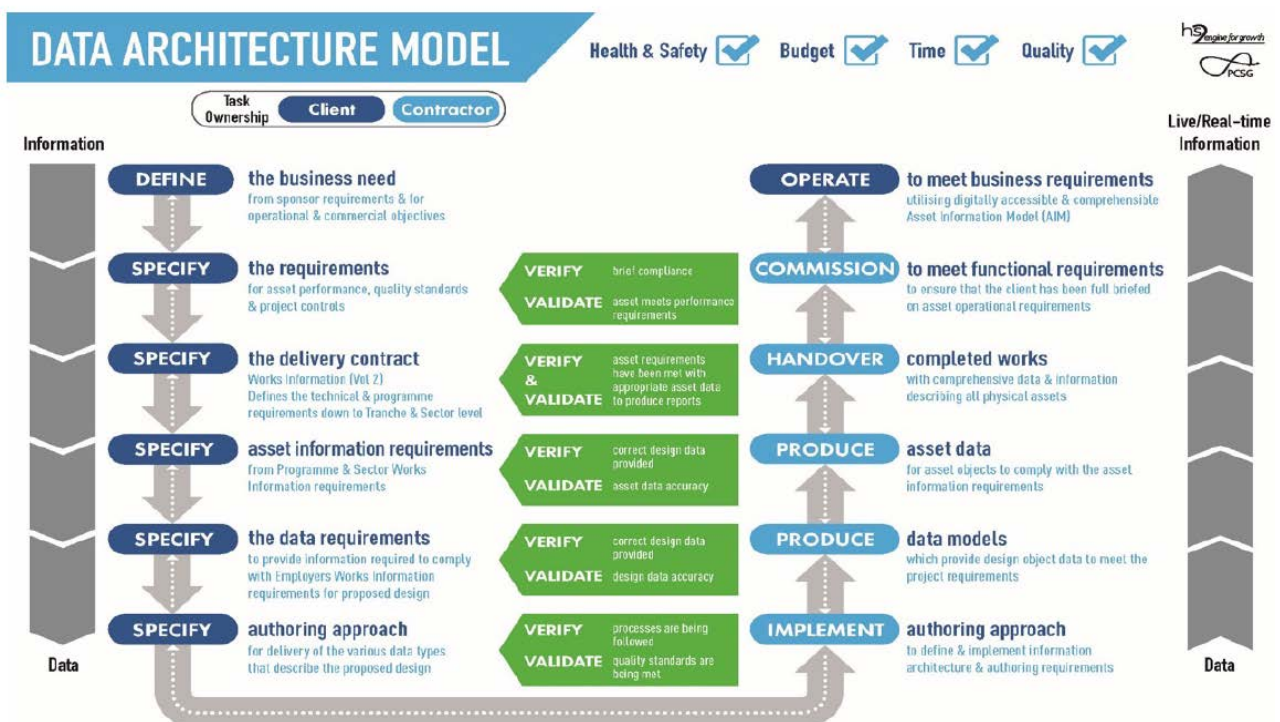 DATA ARCHITECTURE MODEL
Health & Safety
Budget
Time
Quality
hs2 engine for growth
PCSG
Task
Ownership
Client
Contractor
Information
Live/Real-time
Information
DEFINE
the business need
from sponsor requirements & for
operational & commercial objectives
OPERATE
to meet business requirements
utilising digitally accessible & comprehensible
Asset Information Model (AIM)
SPECIFY
the requirements
for asset performance, quality standards
& project controls
VERIFY
brief compliance
VALIDATE
asset meets performance
requirements
COMMISSION
to meet functional requirements
to ensure that the client has been full briefed
on asset operational requirements
SPECIFY
the delivery contract
Works Information (Vol 2)
Defines the technical & programme
requirements down to Tranche & Sector level
VERIFY
&
VALIDATE
asset requirements
have been met with
appropriate asset data
to produce reports
HANDOVER
completed works
with comprehensive data & information
describing all physical assets
SPECIFY
asset information requirements
from Programme & Sector Works
Information requirements
VERIFY
correct design data
provided
VALIDATE
asset data accuracy
PRODUCE
asset data
for asset objects to comply with the asset
information requirements
SPECIFY
the data requirements
to provide information required to comply
with Employers Works Information
requirements for proposed design
VERIFY
correct design data
provided
VALIDATE
design data accuracy
PRODUCE
data models
which provide design object data to meet the
project requirements
SPECIFY
authoring approach
for delivery of the various data types
that describe the proposed design
VERIFY
processes are being
followed
VALIDATE
quality standards are
being met
IMPLEMENT
authoring approach
to define & implement information
architecture & authoring requirements
Data
Data